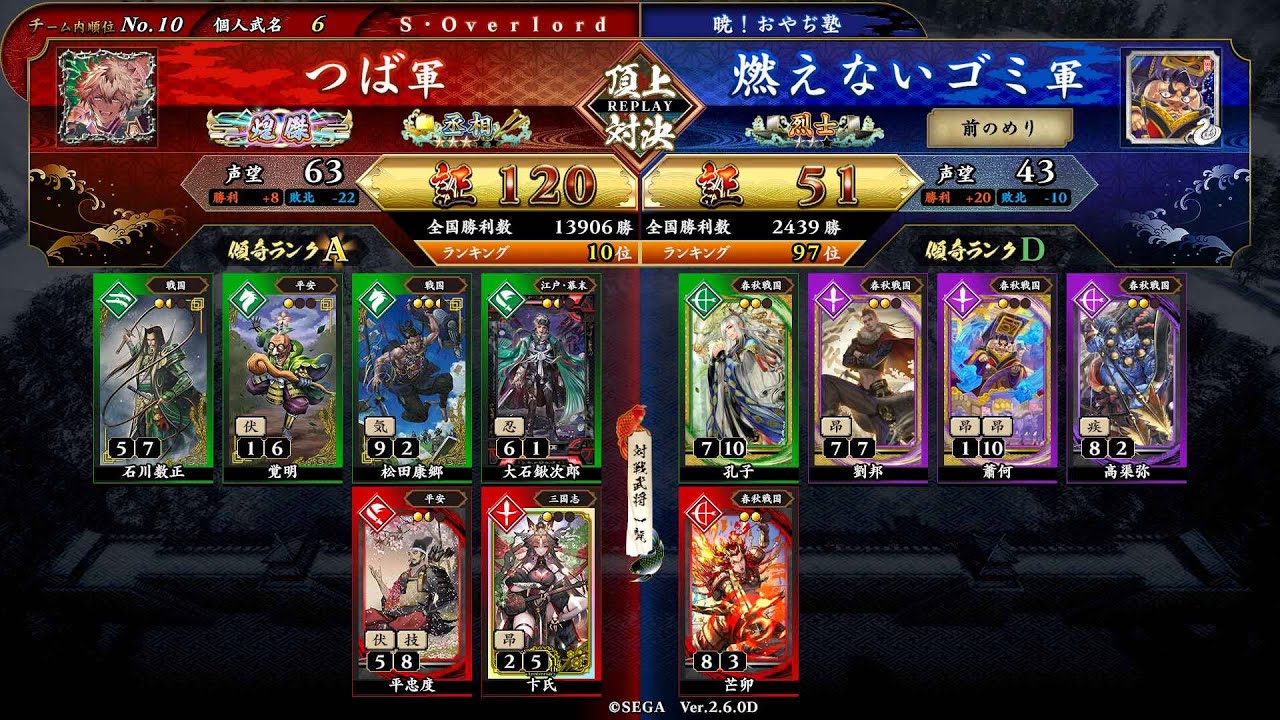 チーム内順位 No.10 個人武名 6 S・Overlord 暁！おやぢ塾
つば軍 頂上 REPLAY 対決 燃えないゴミ軍
煌傑 丞相 烈士 前のめり
声望 63 証 120 証 51 声望 43
勝利 +8 敗北 -22 勝利 +20 敗北 -10
全国勝利数 13906勝 全国勝利数 2439勝
傾奇ランクA ランキング 10位 ランキング 97位 傾奇ランクD
戦国 平安 戦国 江戸・幕末 春秋戦国 春秋戦国 春秋戦国 春秋戦国
伏 気 忍 昂 昂 昂 疾
5 7 1 6 9 2 6 1 7 10 7 7 1 10 8 2
石川数正 覚明 松田康郷 大石鍬次郎 孔子 劉邦 蕭何 高渠弥
対戦武将一覧
平安 三国志 春秋戦国
伏 技 昂
5 8 2 5 8 3
平忠度 卞氏 芒卯
©SEGA Ver.2.6.0D